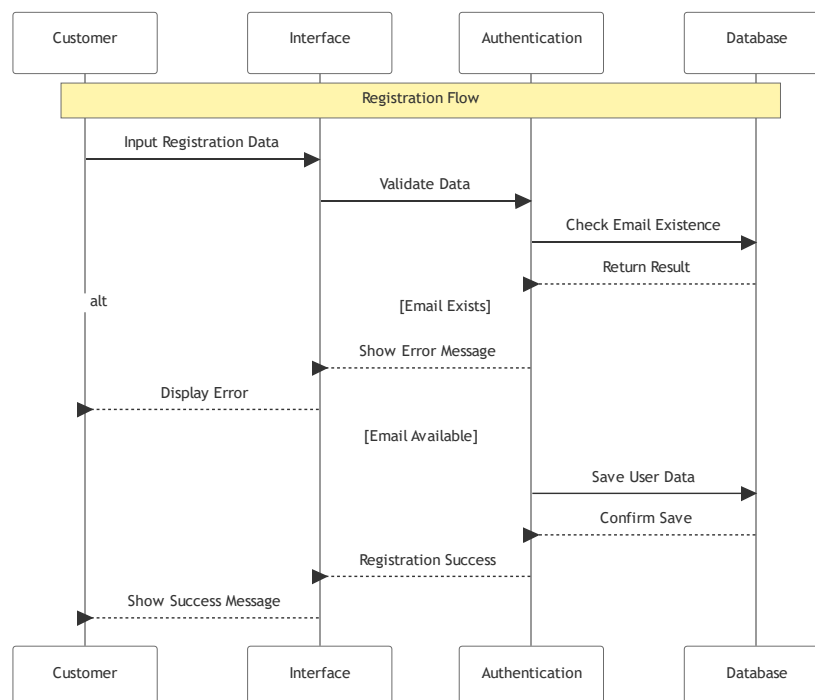 Customer
Interface
Authentication
Database
Registration Flow
Input Registration Data
Validate Data
Check Email Existence
Return Result
alt
[Email Exists]
Show Error Message
Display Error
[Email Available]
Save User Data
Confirm Save
Registration Success
Show Success Message
Customer
Interface
Authentication
Database